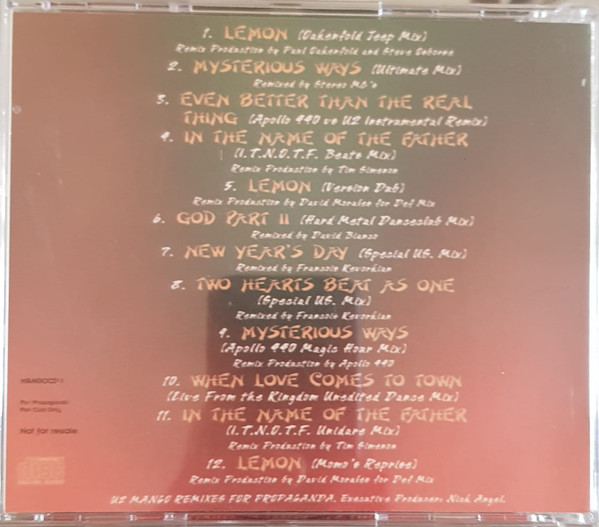 1. LEMON (Oakenfold Jeep Mix)
Remix Production by Paul Oakenfold and Steve Osborne
2. MYSTERIOUS WAYS (Ultimate Mix)
Remixed by Stereo MC's
3. EVEN BETTER THAN THE REAL
THING (Apollo 440 vs U2 Instrumental Remix)
4. IN THE NAME OF THE FATHER
(I.T.N.O.T.F. Beats Mix)
Remix Production by Tim Simenon
5. LEMON (Version Dub)
Remix Production by David Morales for Def Mix
6. GOD PART II (Hard Metal Danceclub Mix)
Remixed by David Bianco
7. NEW YEAR'S DAY (Special US. Mix)
Remixed by Francois Kevorkian
8. TWO HEARTS BEAT AS ONE
(Special US. Mix)
Remixed by Francois Kevorkian
9. MYSTERIOUS WAYS
(Apollo 440 Magic Hour Mix)
Remix Production by Apollo 440
10. WHEN LOVE COMES TO TOWN
(Live From the Kingdom Unedited Dance Mix)
11. IN THE NAME OF THE FATHER
(I.T.N.O.T.F. Unidare Mix)
Remix Production by Tim Simenon
12. LEMON (Momo's Reprise)
Remix Production by David Morales for Def Mix
For Propaganda
Fan Club Only
Not for resale
U2 MANGO REMIXES FOR PROPAGANDA. Executive Producer: Nick Angel.